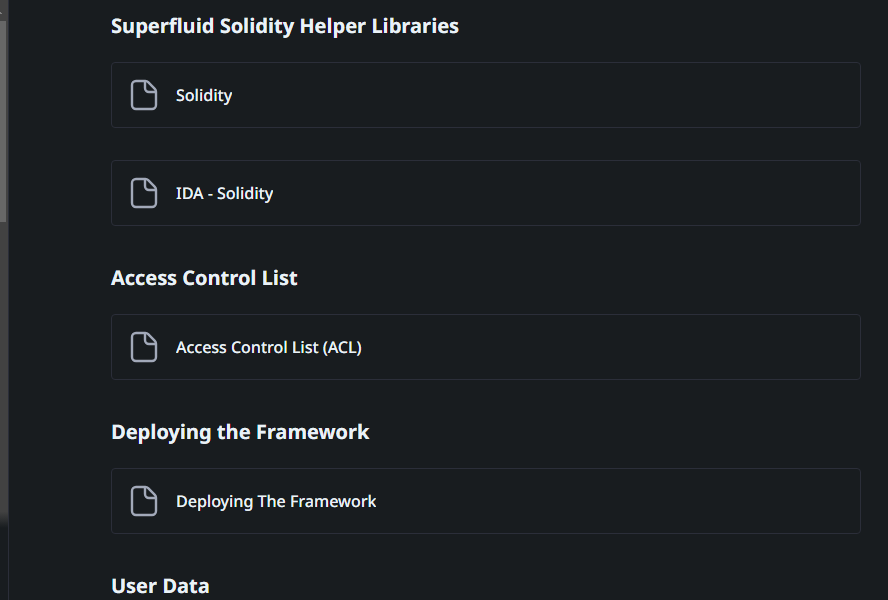 Superfluid Solidity Helper Libraries
Solidity
IDA - Solidity
Access Control List
Access Control List (ACL)
Deploying the Framework
Deploying The Framework
User Data